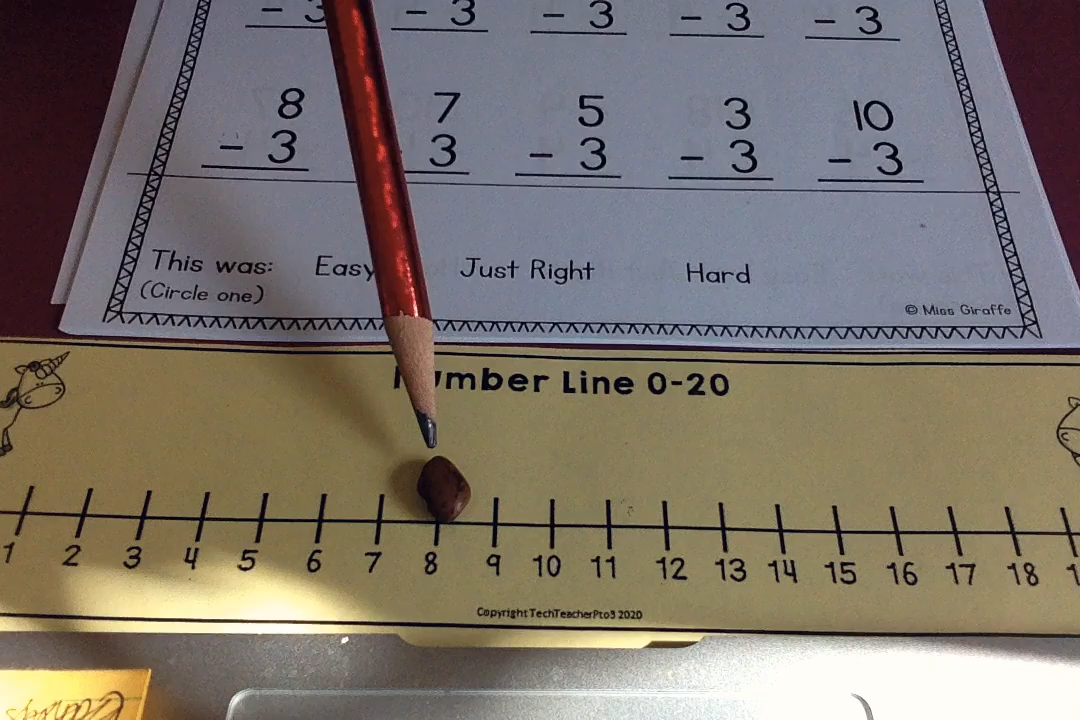 - 3 - 3 - 3 - 3 - 3
8 7 5 3 10
- 3 3 - 3 - 3 - 3
This was: Easy Just Right Hard
(Circle one)
© Miss Giraffe
Number Line 0-20
1 2 3 4 5 6 7 8 9 10 11 12 13 14 15 16 17 18
Copyright TechTeacherPto3 2020